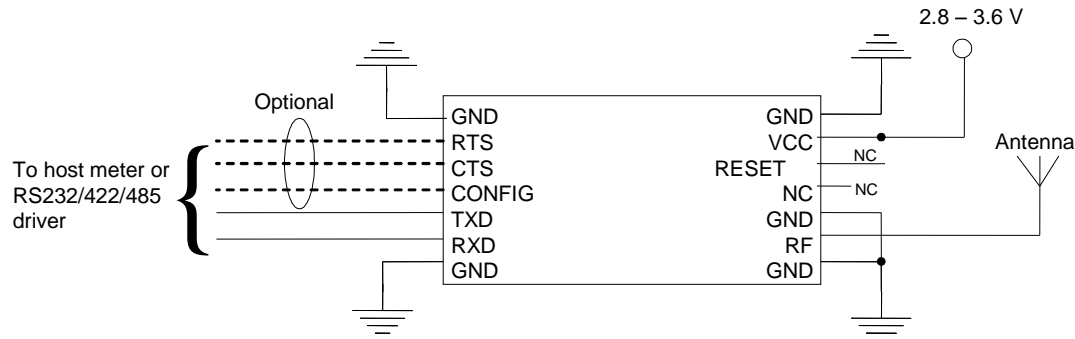 2.8 – 3.6 V
Optional
GND
RTS
CTS
CONFIG
TXD
RXD
GND
To host meter or
RS232/422/485
driver
GND
VCC
RESET
NC
GND
RF
GND
NC
NC
Antenna